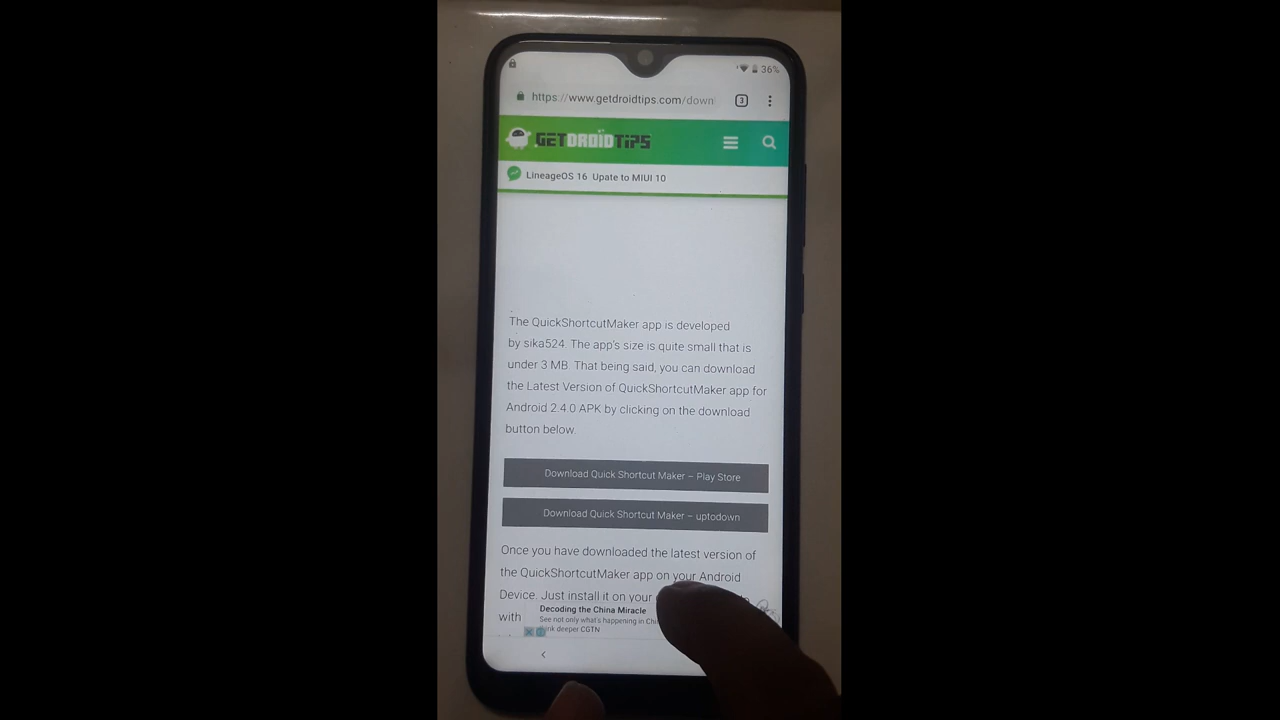 36%
https://www.getdroidtips.com/down
3
GETDROIDTIPS
LineageOS 16 Upate to MIUI 10
The QuickShortcutMaker app is developed
by sika524. The app's size is quite small that is
under 3 MB. That being said, you can download
the Latest Version of QuickShortcutMaker app for
Android 2.4.0 APK by clicking on the download
button below.
Download Quick Shortcut Maker – Play Store
Download Quick Shortcut Maker – uptodown
Once you have downloaded the latest version of
the QuickShortcutMaker app on your Android
Device. Just install it on your
with
Decoding the China Miracle
See not only what's happening in
deeper CGTN